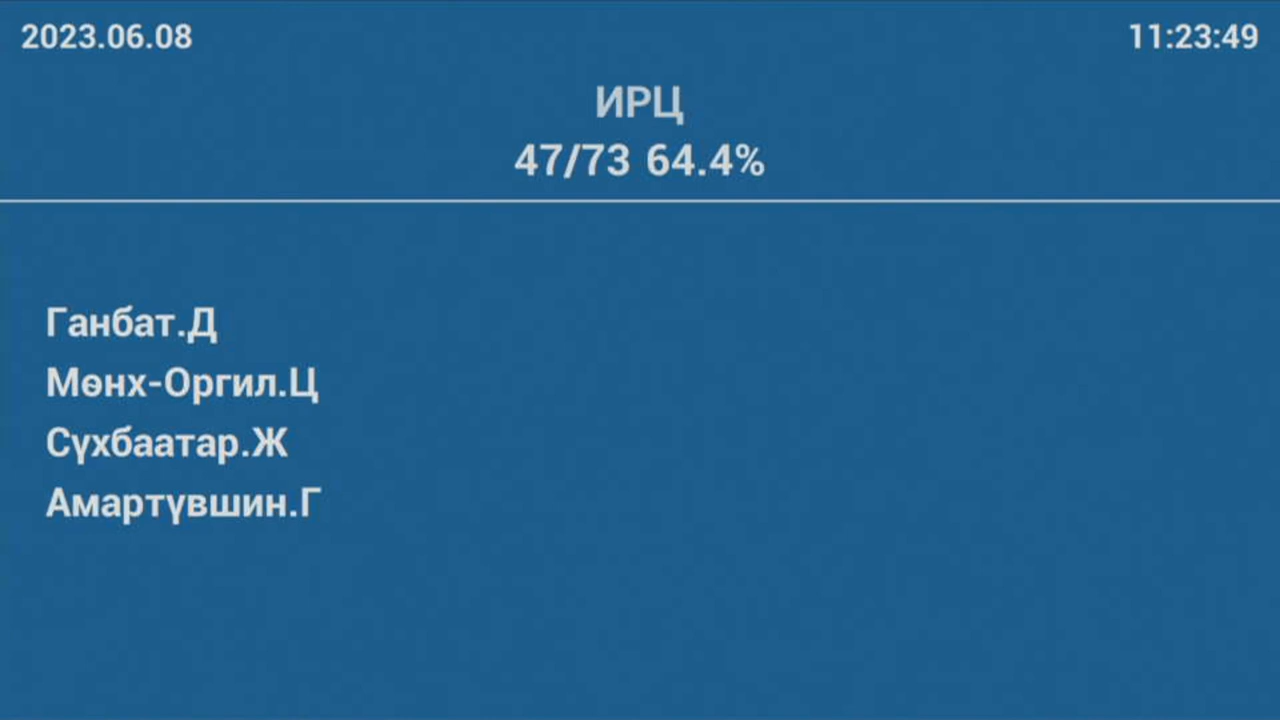 2023.06.08
11:23:49
ИРЦ
47/73 64.4%
Ганбат.Д
Мөнх-Оргил.Ц
Сүхбаатар.Ж
Амартүвшин.Г